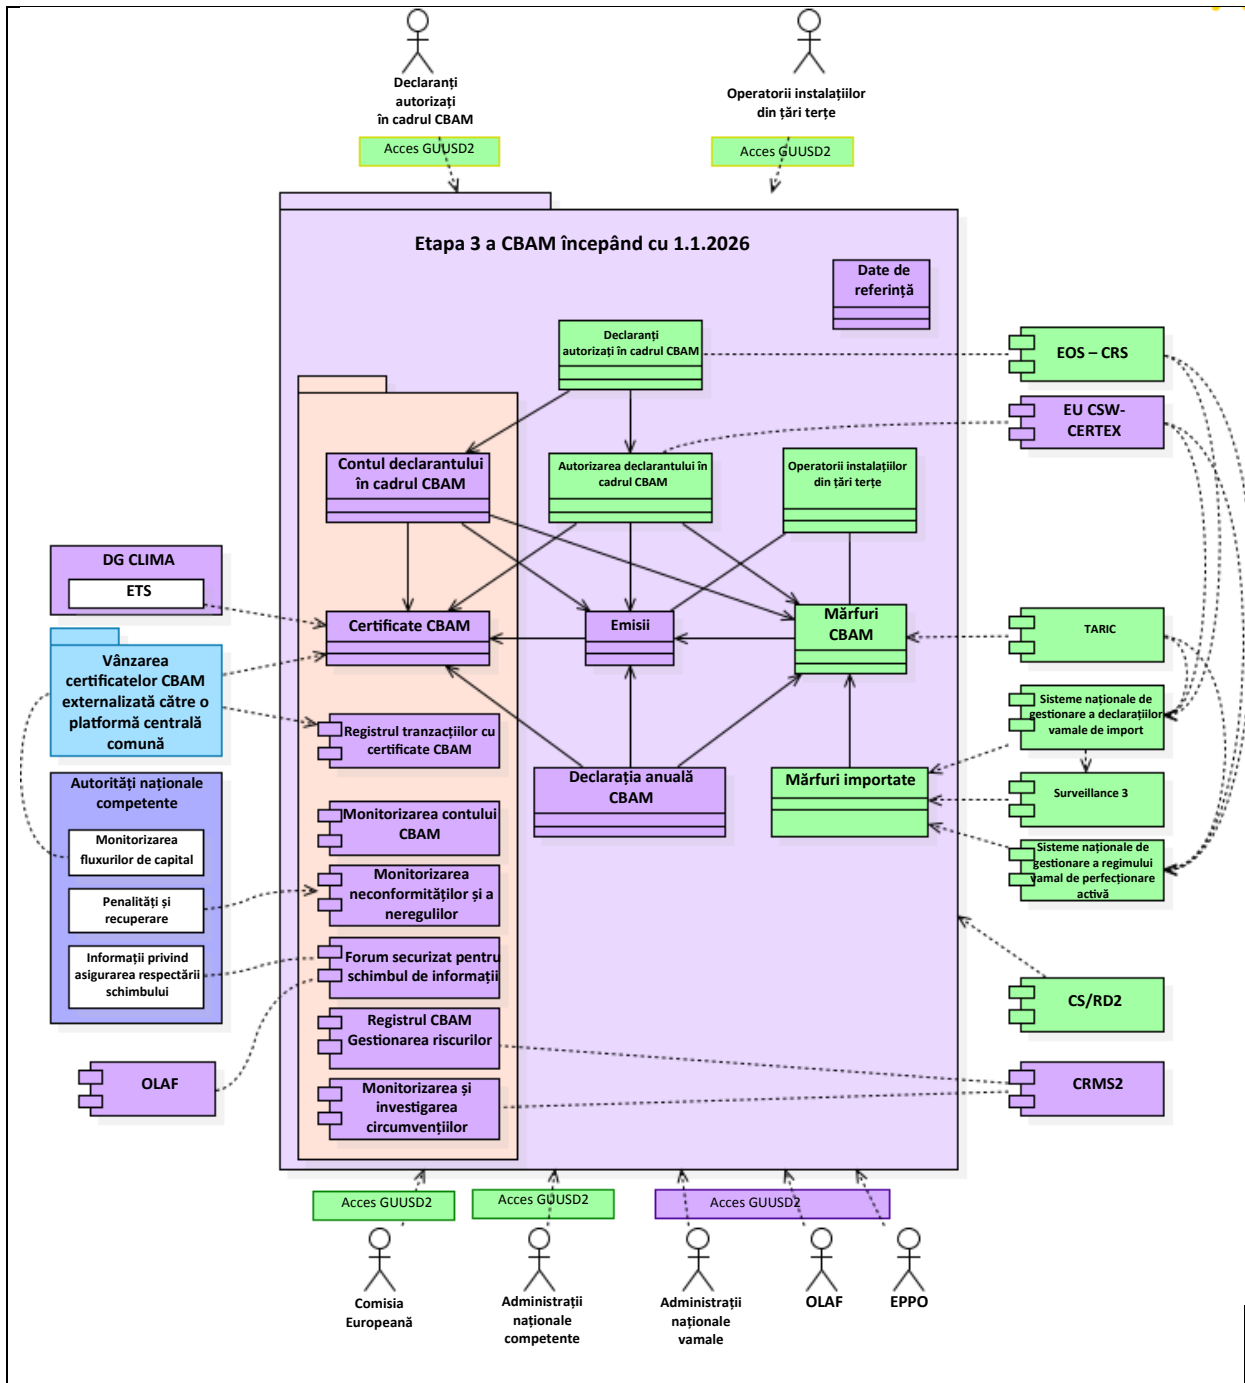 Declaranți
autorizați
în cadrul CBAM
Operatorii instalațiilor
din țări terțe
Acces GUUSD2
Acces GUUSD2
Etapa 3 a CBAM începând cu 1.1.2026
Date de
referință
Declaranți
autorizați în cadrul CBAM
EOS – CRS
EU CSW-
CERTEX
Contul declarantului
în cadrul CBAM
Autorizarea declarantului în
cadrul CBAM
Operatorii instalațiilor
din țări terțe
DG CLIMA
ETS
Certificate CBAM
Emisii
Mărfuri
CBAM
TARIC
Vânzarea
certificatelor CBAM
externalizată către o
platformă centrală
comună
Registrul tranzacțiilor cu
certificate CBAM
Sisteme naționale de
gestionare a declarațiilor
vamale de import
Autorități naționale
competente
Monitorizarea
fluxurilor de capital
Penalități și
recuperare
Informații privind
asigurarea respectării
schimbului
Declarația anuală
CBAM
Mărfuri importate
Surveillance 3
Monitorizarea contului
CBAM
Monitorizarea
neconformităților și a
neregulilor
Sisteme naționale de
gestionare a regimului
vamal de perfecționare
activă
Forum securizat pentru
schimbul de informații
Registrul CBAM
Gestionarea riscurilor
Monitorizarea și
investigarea
circumvențiilor
OLAF
CS/RD2
CRMS2
Acces GUUSD2
Acces GUUSD2
Acces GUUSD2
Comisia
Europeană
Administrații
naționale
competente
Administrații
naționale
vamale
OLAF
EPPO